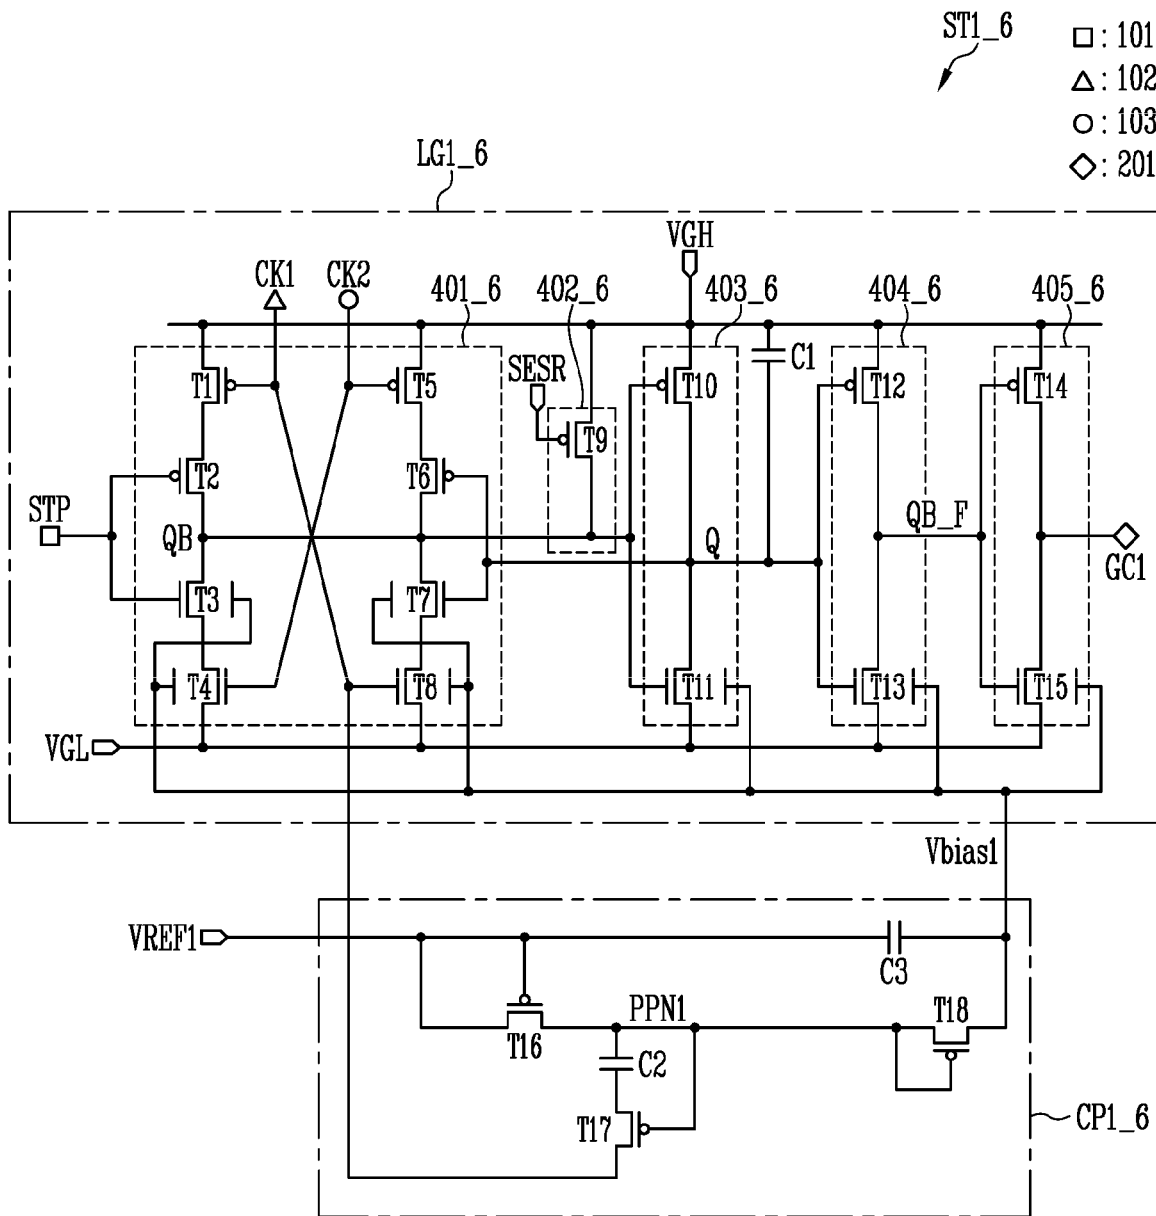 ST1_6
□ : 101
△ : 102
○ : 103
◇ : 201
LG1_6
VGH
CK1
CK2
401_6
402_6
403_6
404_6
405_6
C1
SESR
T1
T5
T10
T12
T14
T9
T2
T6
STP
QB
Q
QB_F
GC1
T3
T7
T4
T8
T11
T13
T15
VGL
Vbias1
VREF1
C3
PPN1
T18
T16
C2
T17
CP1_6